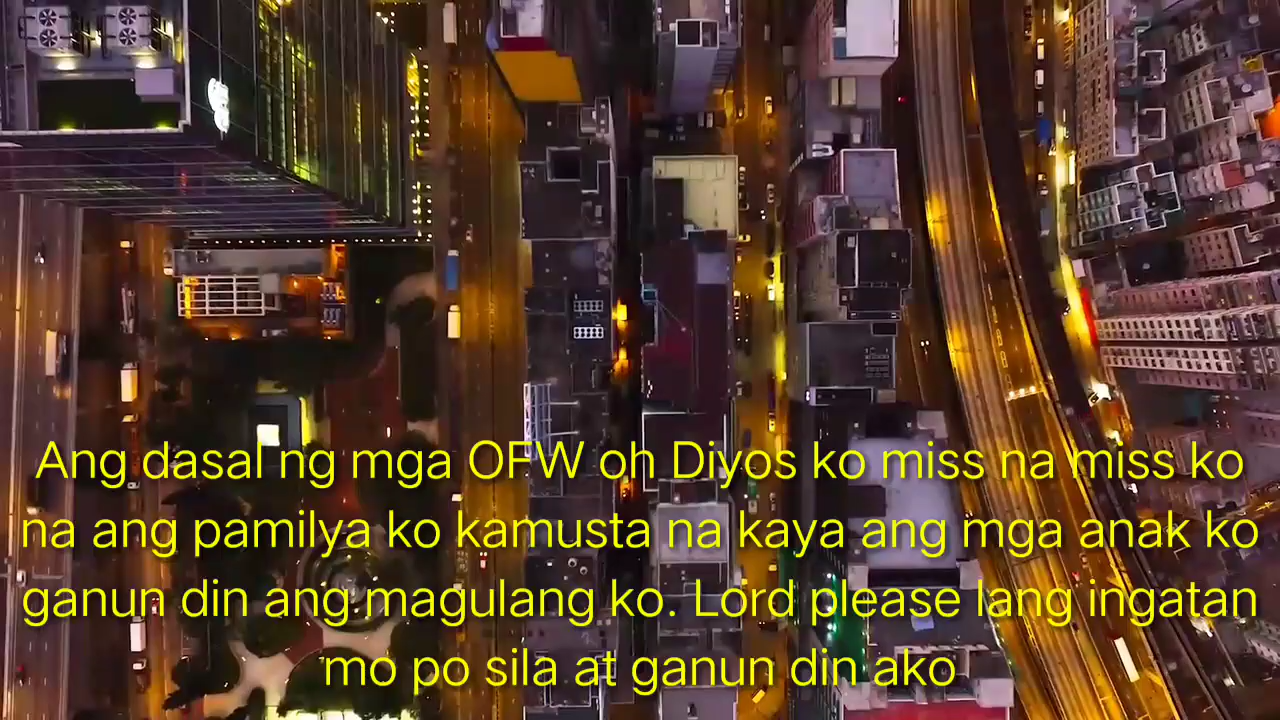 Ang dasal ng mga OFW oh Diyos ko miss na miss ko
na ang pamilya ko kamusta na kaya ang mga anak ko
ganun din ang magulang ko. Lord please lang ingatan
mo po sila at ganun din ako